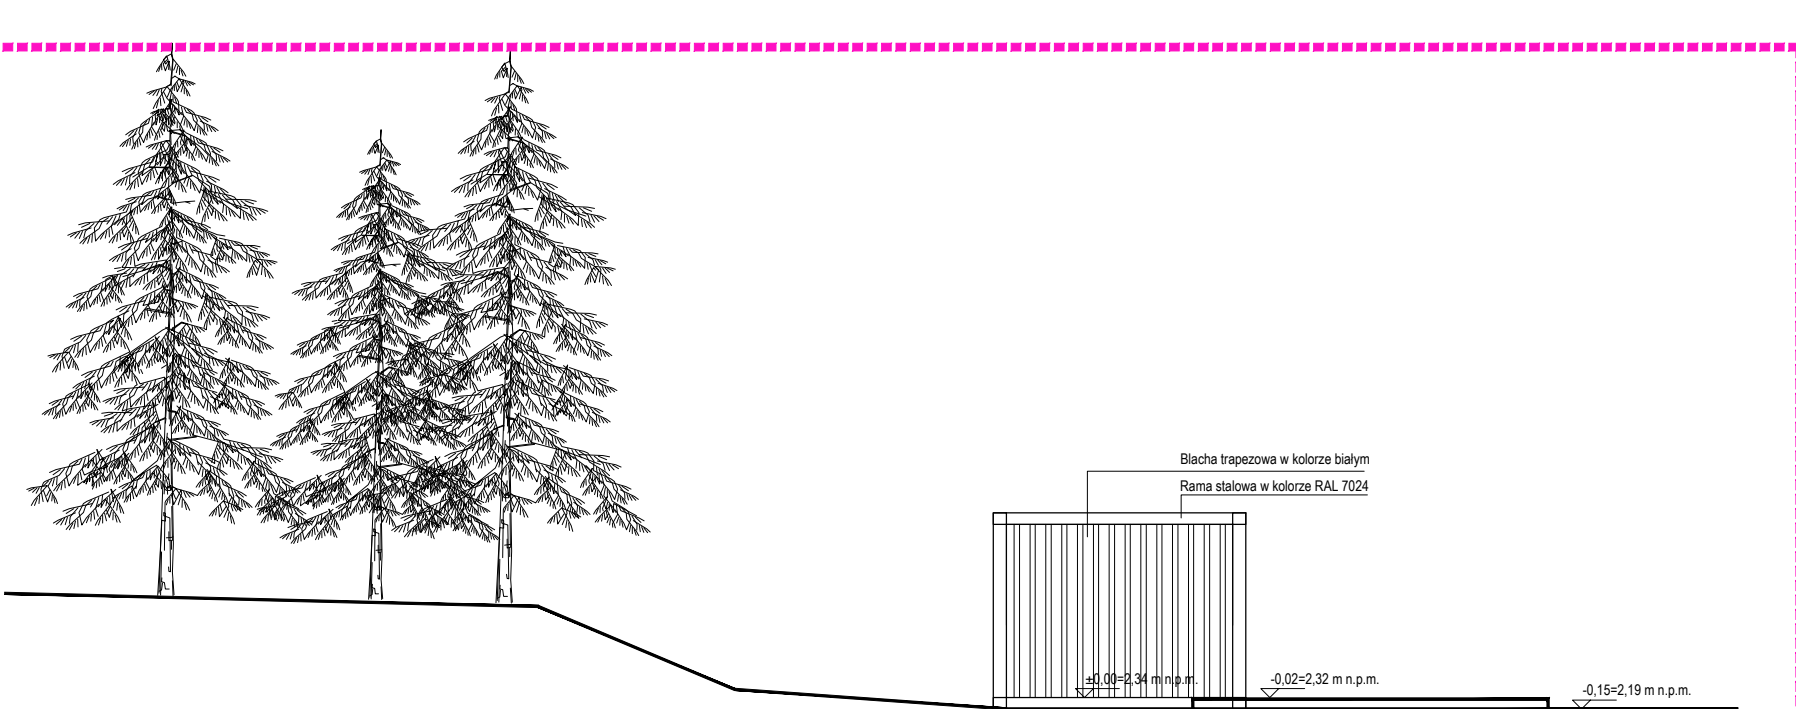 Blacha trapezowa w kolorze białym
Rama stalowa w kolorze RAL 7024
±0,00=2,34 m n.p.m.
-0,02=2,32 m n.p.m.
-0,15=2,19 m n.p.m.